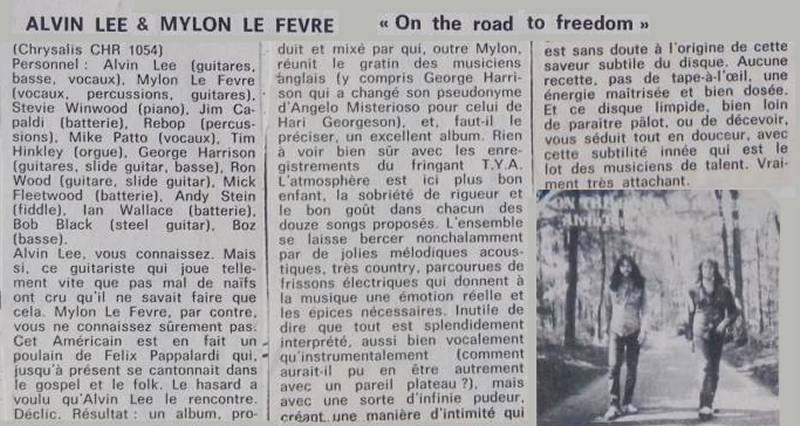 ALVIN LEE & MYLON LE FEVRE « On the road to freedom »
(Chrysalis CHR 1054)
Personnel : Alvin Lee (guitares,
basse, vocaux), Mylon Le Fevre
(vocaux, percussions, guitares),
Stevie Winwood (piano), Jim Ca-
paldi (batterie), Rebop (percus-
sions), Mike Patto (vocaux), Tim
Hinkley (orgue), George Harrison
(guitares, slide guitar, basse), Ron
Wood (guitare, slide guitar), Mick
Fleetwood (batterie), Andy Stein
(fiddle), Ian Wallace (batterie),
Bob Black (steel guitar), Boz
(basse).
Alvin Lee, vous connaissez. Mais
si, ce guitariste qui joue telle-
ment vite que pas mal de naïfs
ont cru qu'il ne savait faire que
cela. Mylon Le Fevre, par contre,
vous ne connaissez sûrement pas.
Cet Américain est en fait un
poulain de Felix Pappalardi qui,
jusqu'à présent se cantonnait dans
le gospel et le folk. Le hasard a
voulu qu'Alvin Lee le rencontre.
Déclic. Résultat : un album, pro-
duit et mixé par qui, outre Mylon,
réunit le gratin des musiciens
anglais (y compris George Harri-
son qui a changé son pseudonyme
d'Angelo Misterioso pour celui de
Hari Georgeson), et, faut-il le
préciser, un excellent album. Rien
à voir bien sûr avec les enre-
gistrements du fringant T.Y.A.
L'atmosphère est ici plus bon
enfant, la sobriété de rigueur et
le bon goût dans chacun des
douze songs proposés. L'ensemble
se laisse bercer nonchalamment
par de jolies mélodiques acous-
tiques, très country, parcourues de
frissons électriques qui donnent à
la musique une émotion réelle et
les épices nécessaires. Inutile de
dire que tout est splendidement
interprété, aussi bien vocalement
qu'instrumentalement (comment
aurait-il pu en être autrement
avec un pareil plateau ?), mais
avec une sorte d'infinie pudeur,
créant une manière d'intimité qui
est sans doute à l'origine de cette
saveur subtile du disque. Aucune
recette, pas de tape-à-l'œil, une
énergie maîtrisée et bien dosée.
Et ce disque limpide, bien loin
de paraître pâlot, ou de décevoir,
vous séduit tout en douceur, avec
cette subtilité innée qui est le
lot des musiciens de talent. Vrai-
ment très attachant.
ON THE